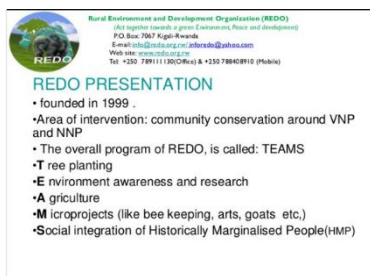 Rural Environment and Development Organization (REDO)
(Act together towards a green Environment, Peace and development)
P.O. Box: 7067 Kigali-Rwanda
E-mail: info@redo.org.rw/ inforedo@yahoo.com
Web site: www.redo.org.rw
Tel: +250 789111130(Office) & +250 788408910 (Mobile)
REDO
REDO PRESENTATION
• founded in 1999 .
•Area of intervention: community conservation around VNP
and NNP
• The overall program of REDO, is called: TEAMS
•T ree planting
•E nvironment awareness and research
•A griculture
•M icroprojects (like bee keeping, arts, goats etc,)
•Social integration of Historically Marginalised People(HMP)